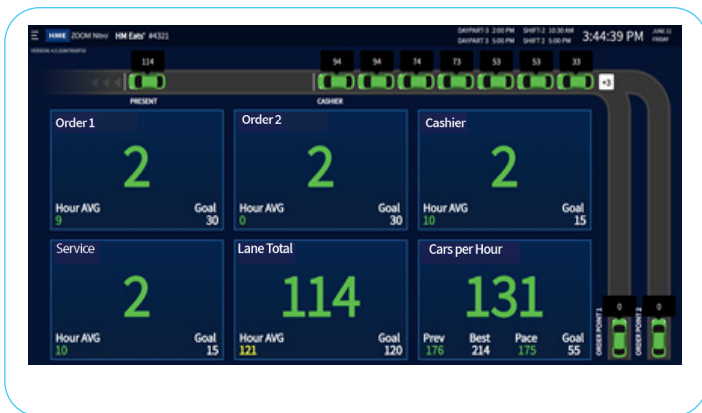 HME ZOOM Nitro® HM Eats® #4321
DAYPART-3 2:00 PM SHIFT-2 10:30 AM
DAYPART 3 5:00 PM SHIFT 2 5:00 PM
3:44:39 PM
JUNE 11
FRIDAY
114 94 94 74 73 53 53 33
+3
PRESENT CASHIER
Order 1
2
Hour AVG Goal
9 30
Order 2
2
Hour AVG Goal
0 30
Cashier
2
Hour AVG Goal
10 15
Service
2
Hour AVG Goal
10 15
Lane Total
114
Hour AVG Goal
121 120
Cars per Hour
131
Prev Best Pace Goal
176 214 175 55
0 0
ORDER POINT 1
ORDER POINT 2